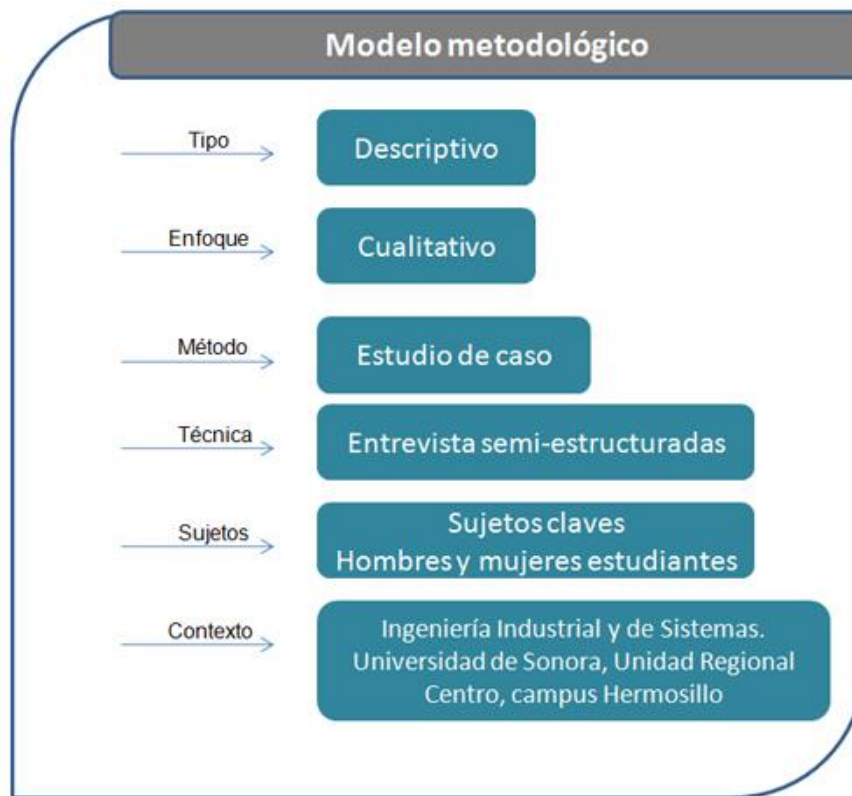 Modelo metodológico
Tipo
Descriptivo
Enfoque
Cualitativo
Método
Estudio de caso
Técnica
Entrevista semi-estructuradas
Sujetos
Sujetos claves
Hombres y mujeres estudiantes
Contexto
Ingeniería Industrial y de Sistemas.
Universidad de Sonora, Unidad Regional
Centro, campus Hermosillo